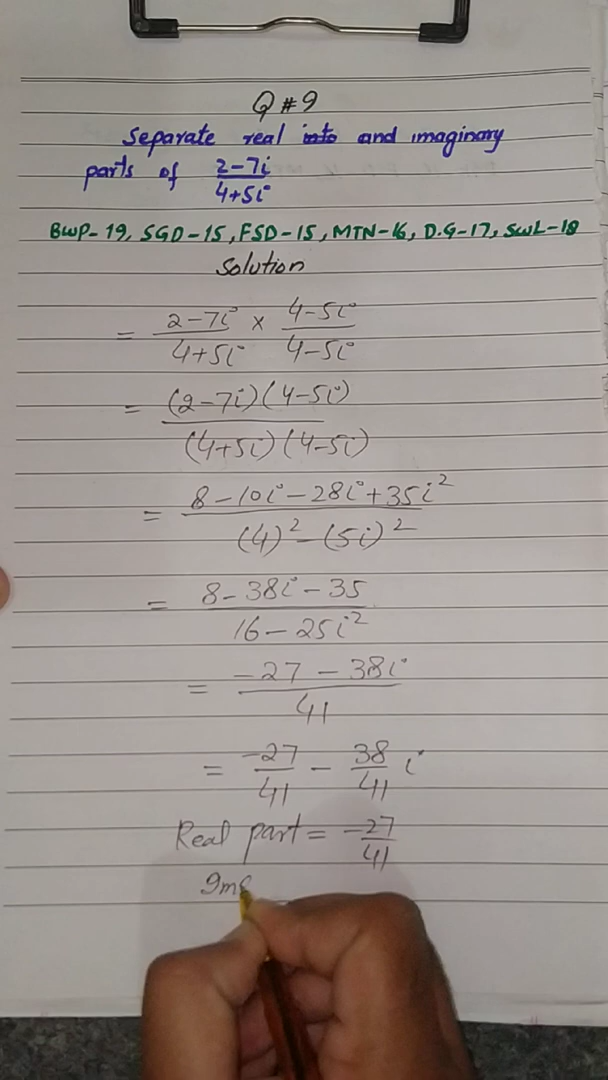 Q # 9
Separate real into and imaginary
parts of 2-7i/4+5i
BWP-19, SGD-15, FSD-15, MTN-16, D.G-17, SWL-18
Solution
= 2-7i/4+5i × 4-5i/4-5i
= (2-7i)(4-5i)/(4+5i)(4-5i)
= 8-10i-28i+35i²/(4)²-(5i)²
= 8-38i-35/16-25i²
= -27-38i/41
= -27/41 - 38/41 i
Real part = -27/41